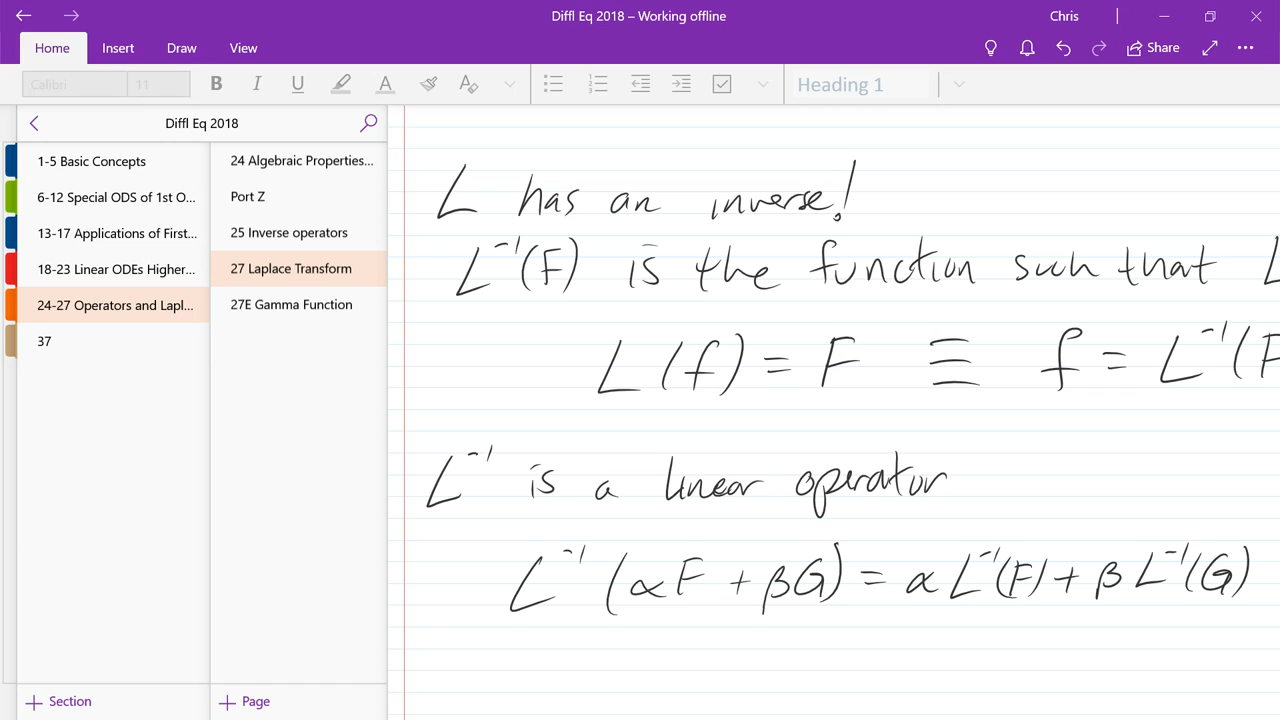 Diffl Eq 2018 – Working offline
Chris
Home Insert Draw View
Share
Calibri 11 B I U A A Heading 1
Diffl Eq 2018
1-5 Basic Concepts
6-12 Special ODS of 1st O...
13-17 Applications of First...
18-23 Linear ODEs Higher...
24-27 Operators and Lapl...
37
24 Algebraic Properties...
Port Z
25 Inverse operators
27 Laplace Transform
27E Gamma Function
L has an inverse!
L⁻¹(F) is the function such that L
L(f) = F ≡ f = L⁻¹(F
L⁻¹ is a linear operator
L⁻¹(αF + βG) = αL⁻¹(F) + βL⁻¹(G)
+ Section
+ Page